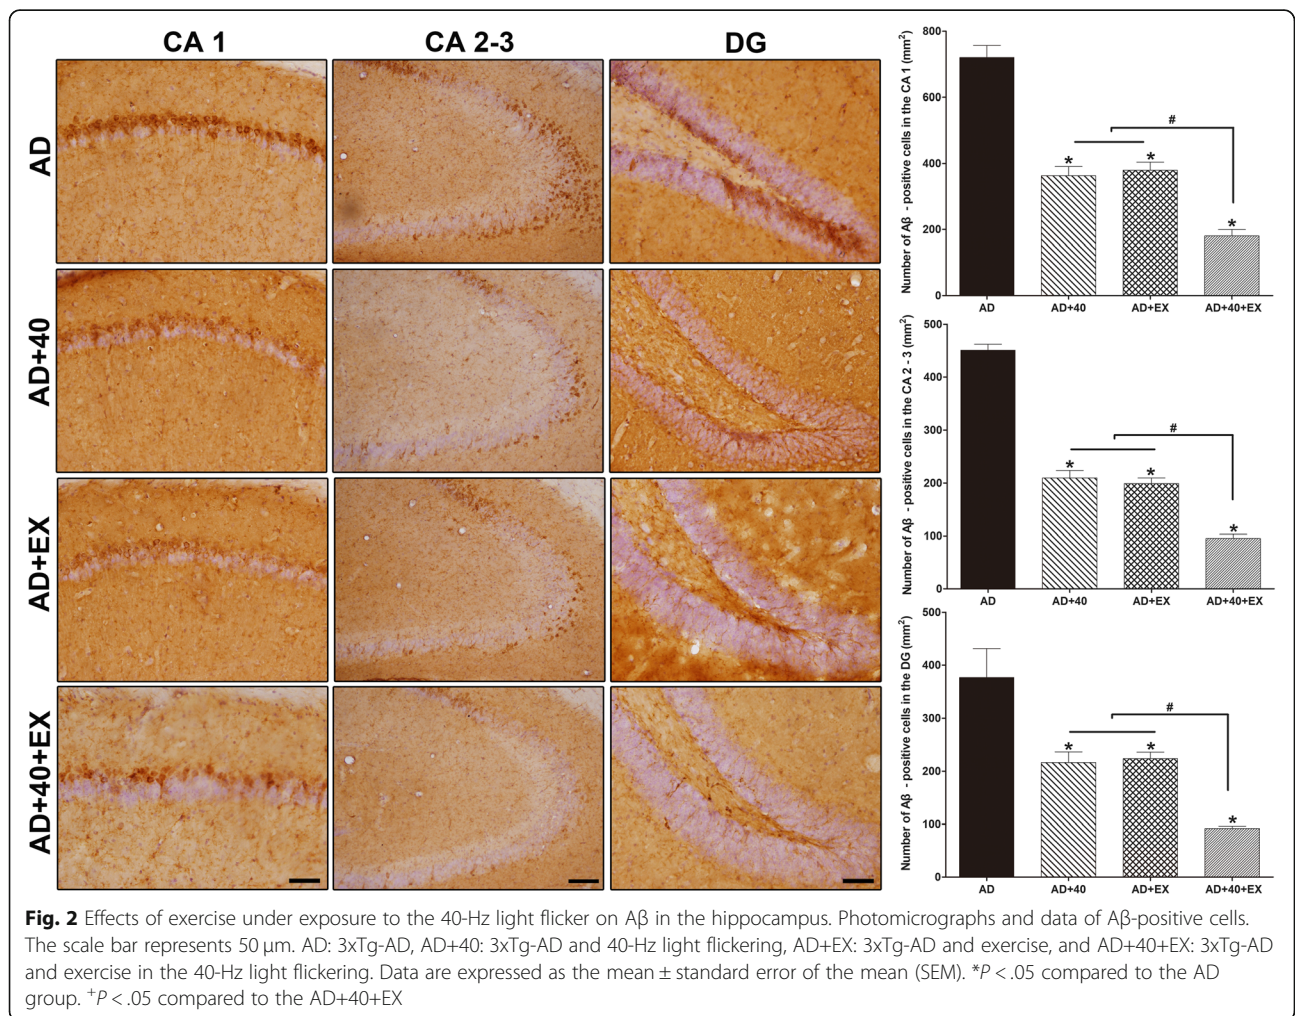 CA 1 CA 2-3 DG
AD
AD+40
AD+EX
AD+40+EX
Number of Aβ - positive cells in the CA 1 (mm²)
800
600
400
200
0
#
* * *
AD AD+40 AD+EX AD+40+EX
Number of Aβ - positive cells in the CA 2 - 3 (mm²)
500
400
300
200
100
0
#
* * *
AD AD+40 AD+EX AD+40+EX
Number of Aβ - positive cells in the DG (mm²)
500
400
300
200
100
0
#
* * *
AD AD+40 AD+EX AD+40+EX
Fig. 2 Effects of exercise under exposure to the 40-Hz light flicker on Aβ in the hippocampus. Photomicrographs and data of Aβ-positive cells.
The scale bar represents 50 μm. AD: 3xTg-AD, AD+40: 3xTg-AD and 40-Hz light flickering, AD+EX: 3xTg-AD and exercise, and AD+40+EX: 3xTg-AD
and exercise in the 40-Hz light flickering. Data are expressed as the mean ± standard error of the mean (SEM). *P < .05 compared to the AD
group. ⁺P < .05 compared to the AD+40+EX